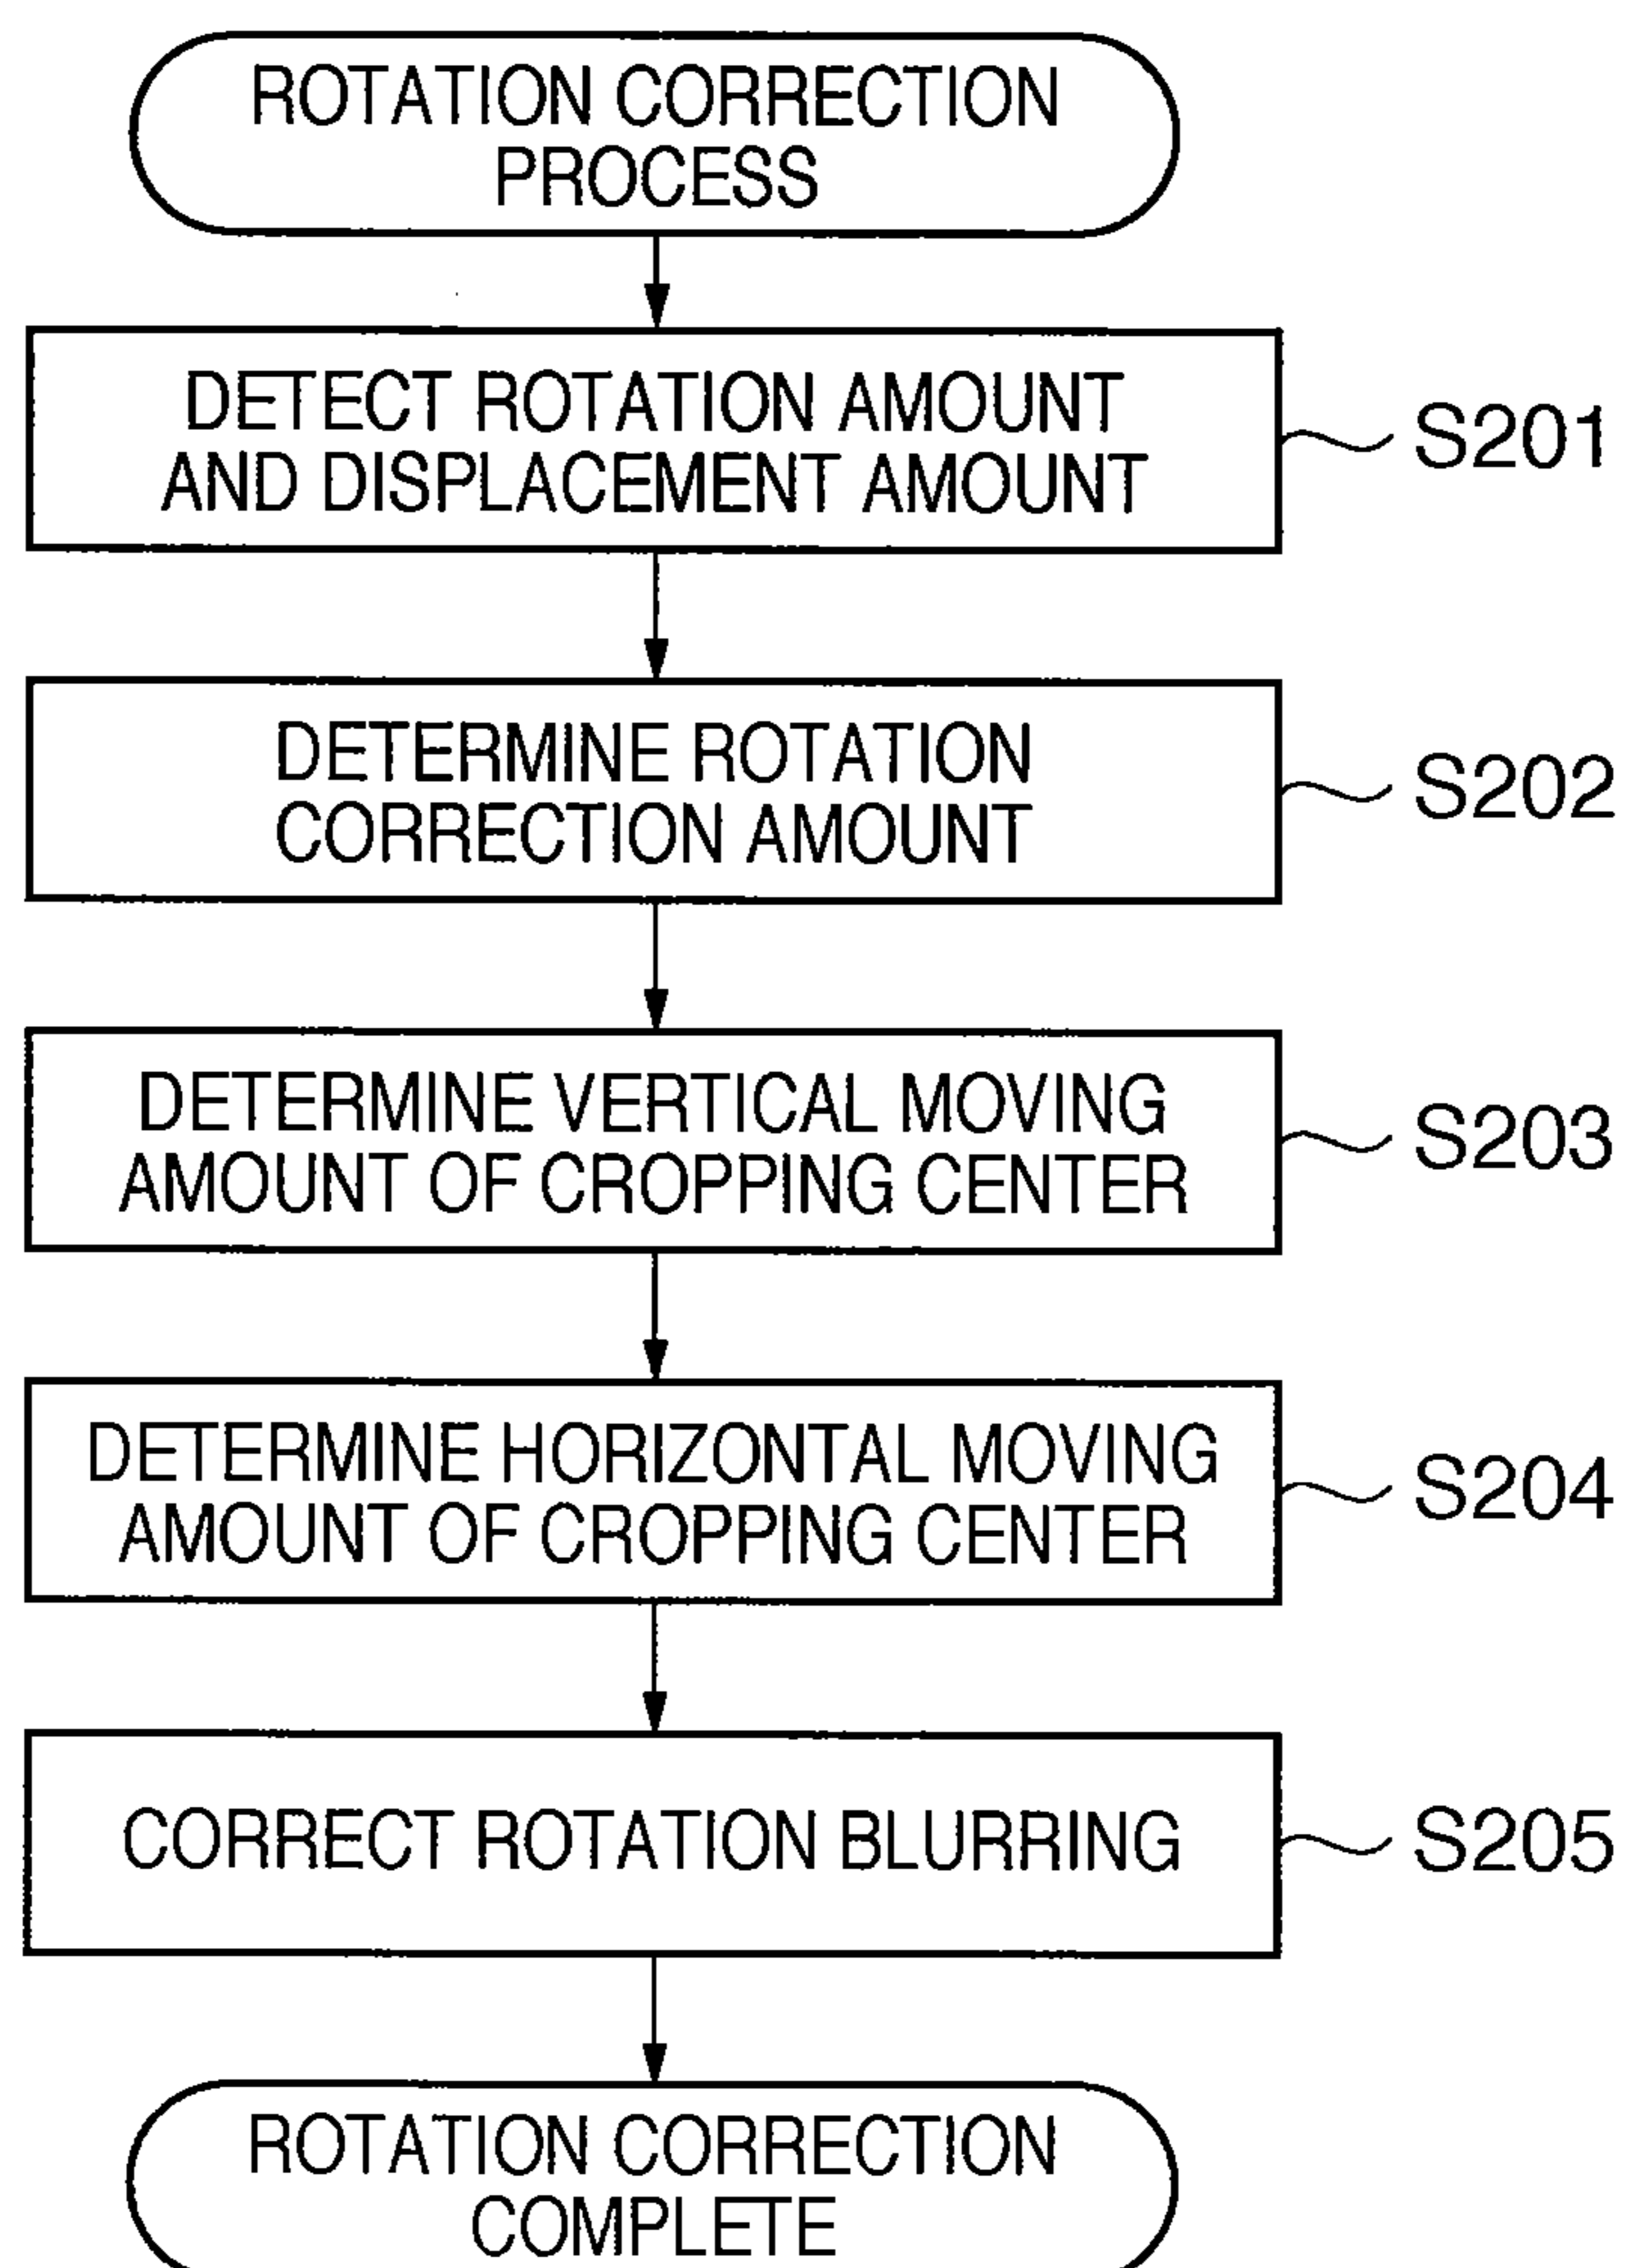 ROTATION CORRECTION
PROCESS
DETECT ROTATION AMOUNT
AND DISPLACEMENT AMOUNT
S201
DETERMINE ROTATION
CORRECTION AMOUNT
S202
DETERMINE VERTICAL MOVING
AMOUNT OF CROPPING CENTER
S203
DETERMINE HORIZONTAL MOVING
AMOUNT OF CROPPING CENTER
S204
CORRECT ROTATION BLURRING
S205
ROTATION CORRECTION
COMPLETE